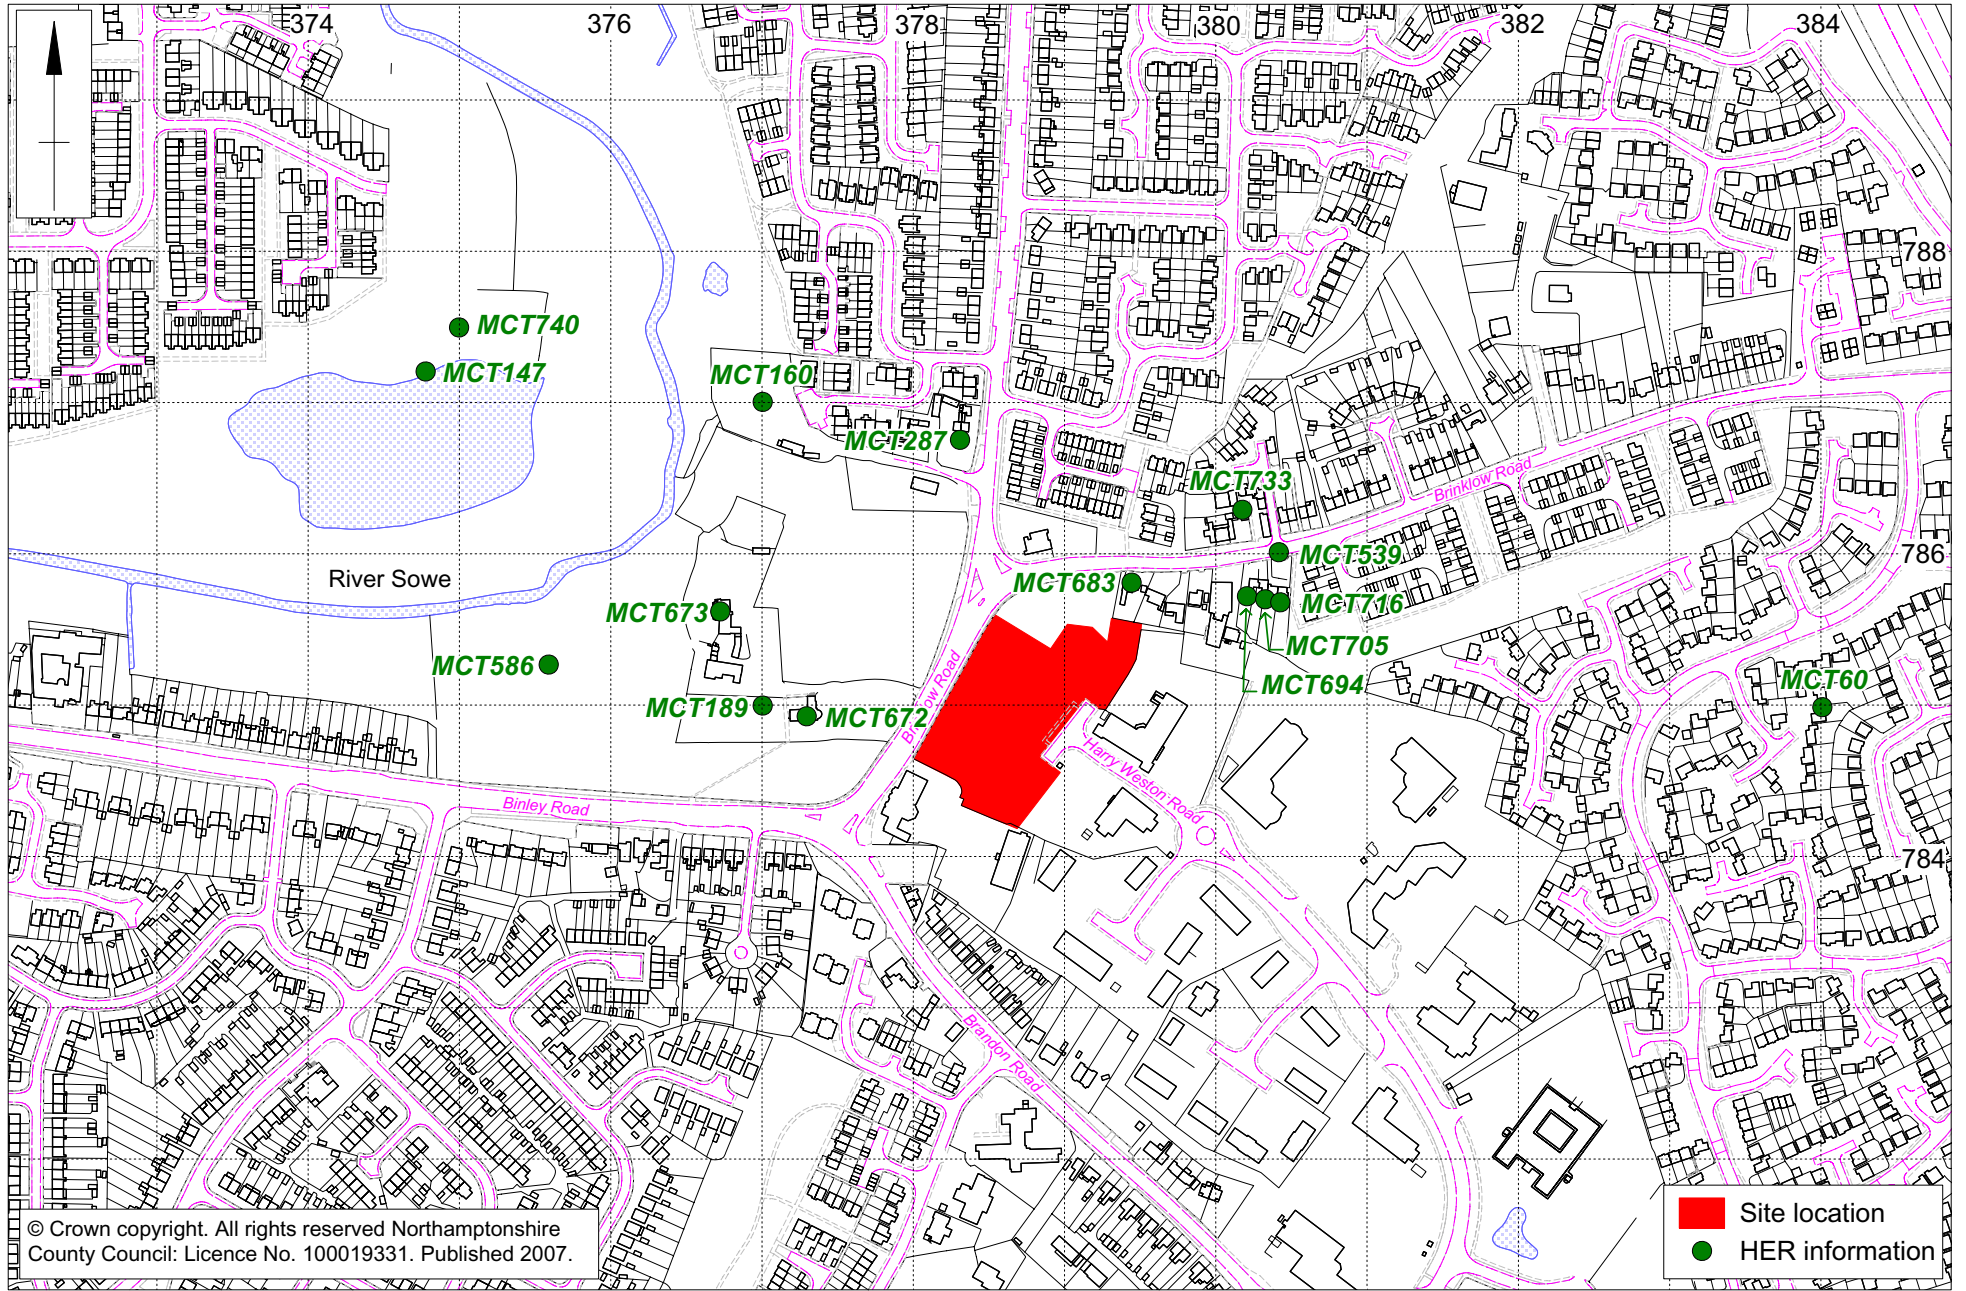 374
376
378
380
382
384
788
MCT740
MCT147
MCT160
MCT287
MCT733
Brinklow Road
MCT539
786
River Sowe
MCT683
MCT673
MCT716
MCT705
MCT586
MCT694
MCT60
MCT189
MCT672
Brinklow Road
Harry Weston Road
Binley Road
784
Brandon Road
© Crown copyright. All rights reserved Northamptonshire
County Council: Licence No. 100019331. Published 2007.
Site location
HER information